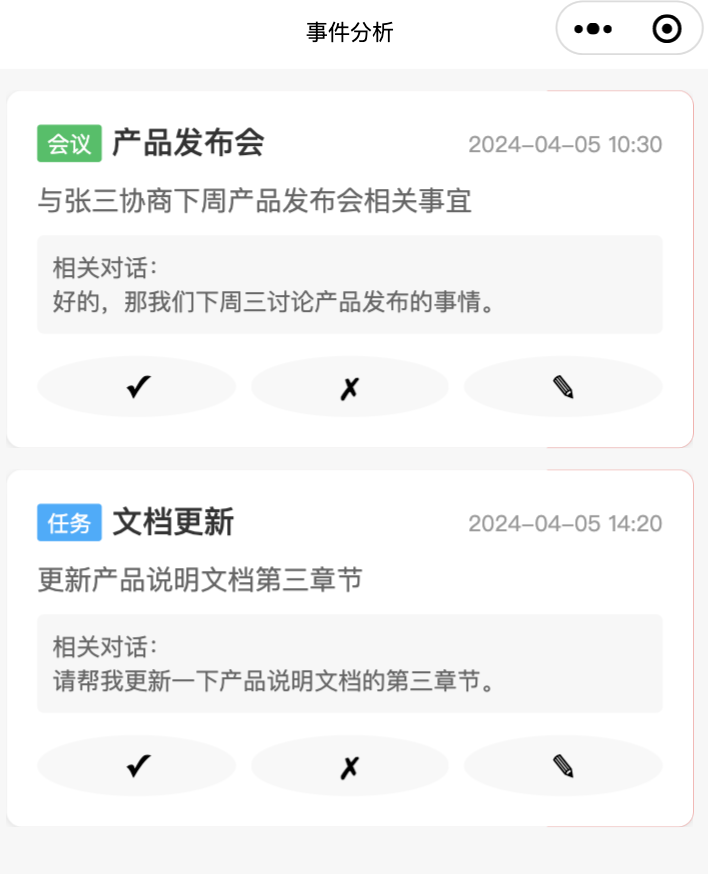 事件分析
会议 产品发布会 2024-04-05 10:30
与张三协商下周产品发布会相关事宜
相关对话：
好的，那我们下周三讨论产品发布的事情。
✔ ✘ ✎
任务 文档更新 2024-04-05 14:20
更新产品说明文档第三章节
相关对话：
请帮我更新一下产品说明文档的第三章节。
✔ ✘ ✎